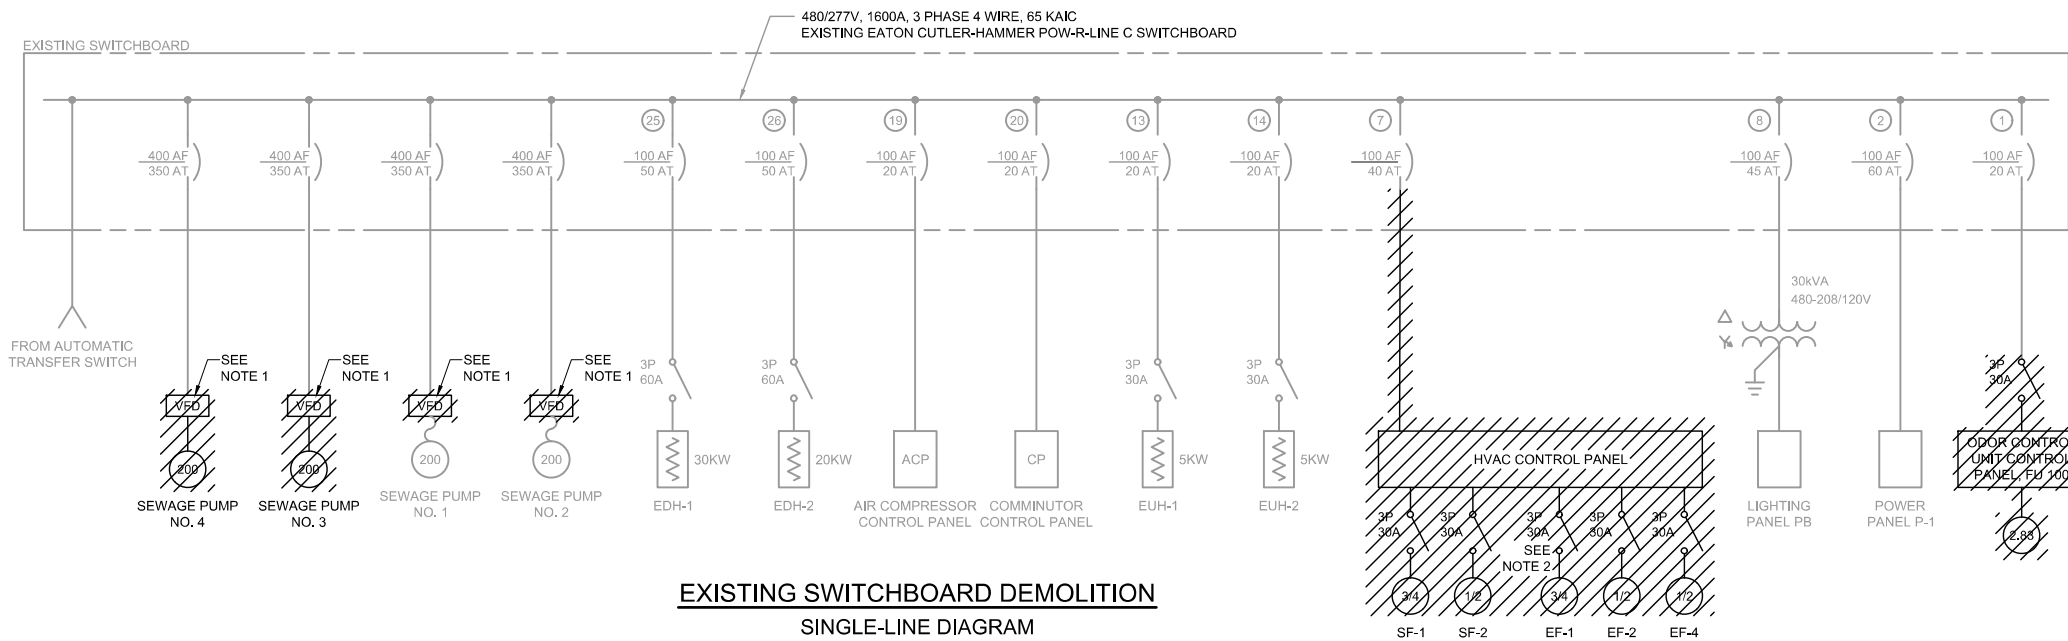 480/277V, 1600A, 3 PHASE 4 WIRE, 65 KAIC
EXISTING EATON CUTLER-HAMMER POW-R-LINE C SWITCHBOARD
EXISTING SWITCHBOARD
25
26
19
20
13
14
7
8
2
1
400 AF
350 AT
400 AF
350 AT
400 AF
350 AT
400 AF
350 AT
100 AF
50 AT
100 AF
50 AT
100 AF
20 AT
100 AF
20 AT
100 AF
20 AT
100 AF
20 AT
100 AF
40 AT
100 AF
45 AT
100 AF
60 AT
100 AF
20 AT
30kVA
480-208/120V
Y
FROM AUTOMATIC
TRANSFER SWITCH
SEE
NOTE 1
SEE
NOTE 1
SEE
NOTE 1
SEE
NOTE 1
3P
60A
3P
60A
3P
30A
3P
30A
3P
30A
VFD
VFD
VFD
VFD
200
200
200
200
30KW
20KW
ACP
CP
5KW
5KW
HVAC CONTROL PANEL
ODOR CONTRO
UNIT CONTROL
PANEL, FU 100
SEWAGE PUMP
NO. 4
SEWAGE PUMP
NO. 3
SEWAGE PUMP
NO. 1
SEWAGE PUMP
NO. 2
EDH-1
EDH-2
AIR COMPRESSOR
CONTROL PANEL
COMMINUTOR
CONTROL PANEL
EUH-1
EUH-2
LIGHTING
PANEL PB
POWER
PANEL P-1
3P
30A
3P
30A
3P
30A
3P
30A
3P
30A
SEE
NOTE 2
2.83
3/4
1/2
3/4
1/2
1/2
SF-1
SF-2
EF-1
EF-2
EF-4
EXISTING SWITCHBOARD DEMOLITION
SINGLE-LINE DIAGRAM